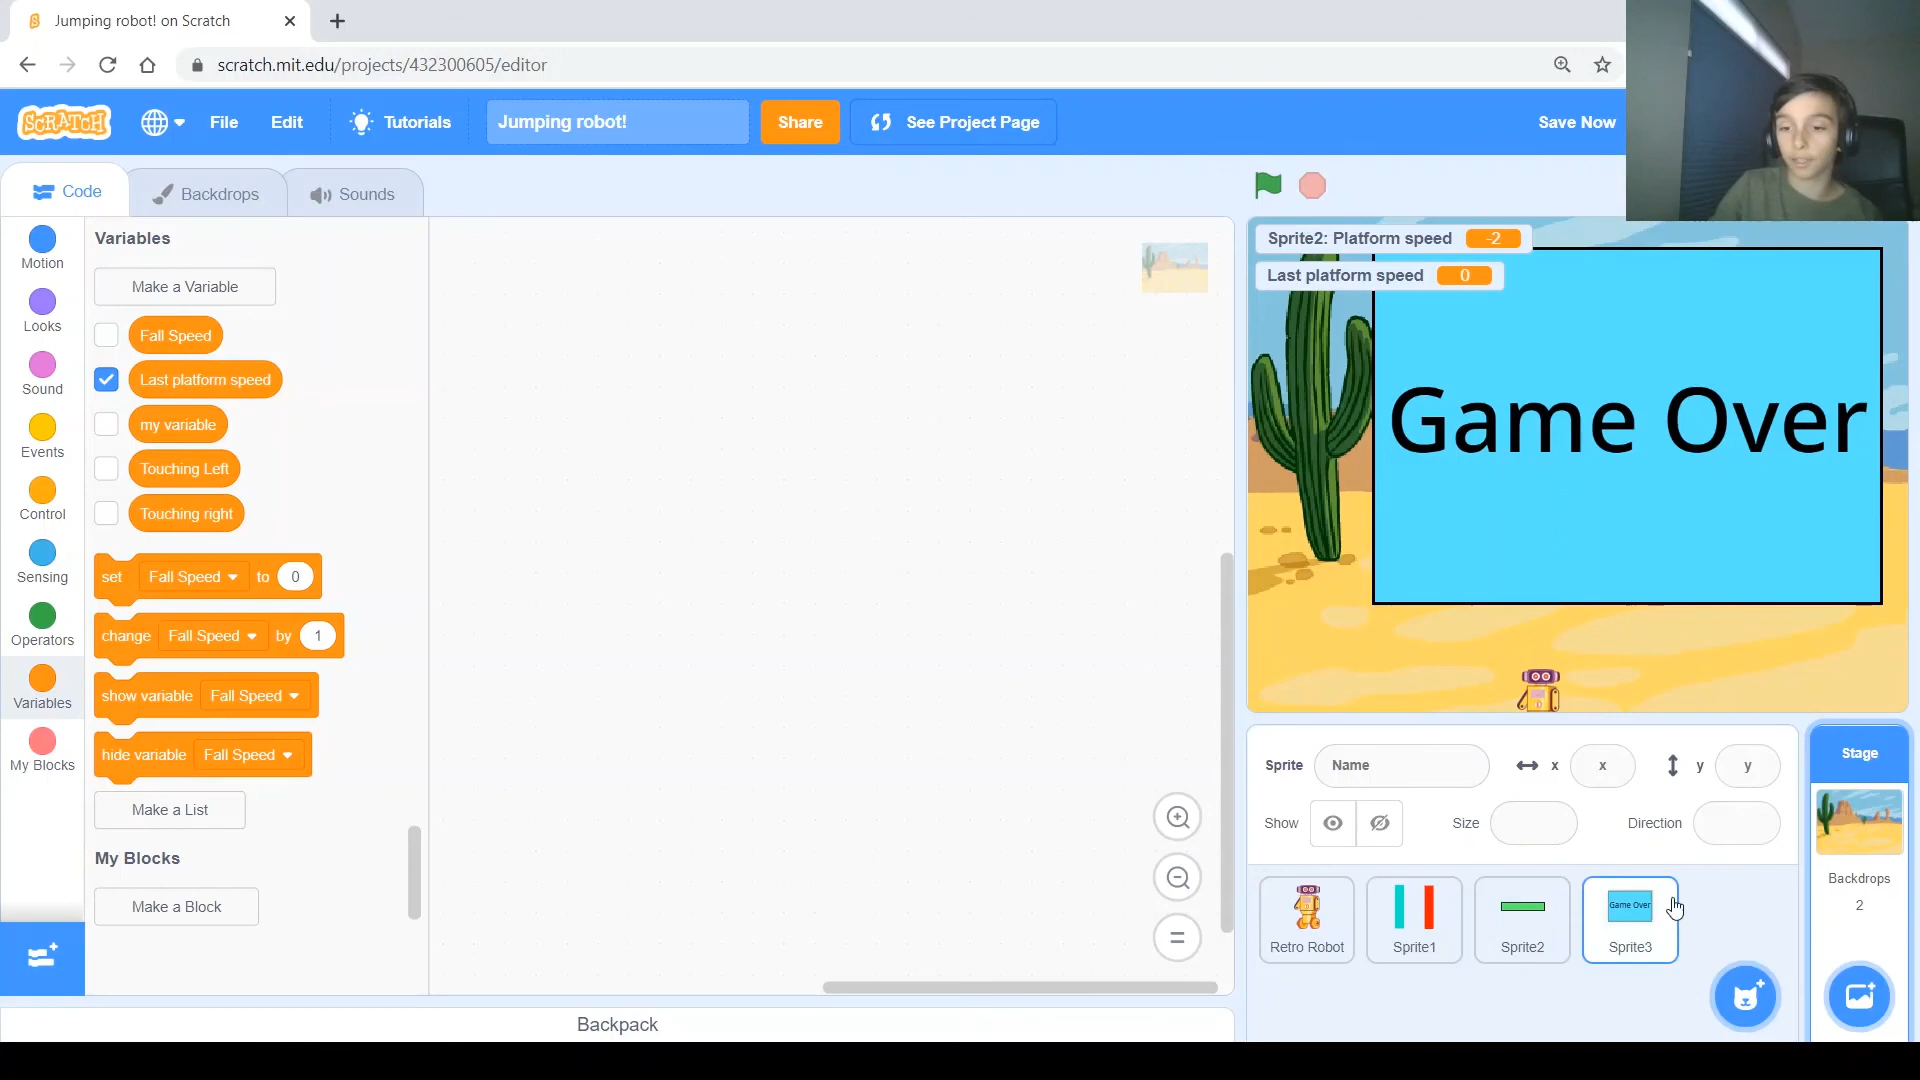 Jumping robot! on Scratch
scratch.mit.edu/projects/432300605/editor
SCRATCH
File
Edit
Tutorials
Jumping robot!
Share
See Project Page
Save Now
Code
Backdrops
Sounds
Motion
Looks
Sound
Events
Control
Sensing
Operators
Variables
My Blocks
Variables
Make a Variable
Fall Speed
Last platform speed
my variable
Touching Left
Touching right
set Fall Speed to 0
change Fall Speed by 1
show variable Fall Speed
hide variable Fall Speed
Make a List
My Blocks
Make a Block
Backpack
Sprite2: Platform speed -2
Last platform speed 0
Game Over
Sprite Name x x y y
Show Size Direction
Retro Robot
Sprite1
Sprite2
Game Over
Sprite3
Stage
Backdrops
2